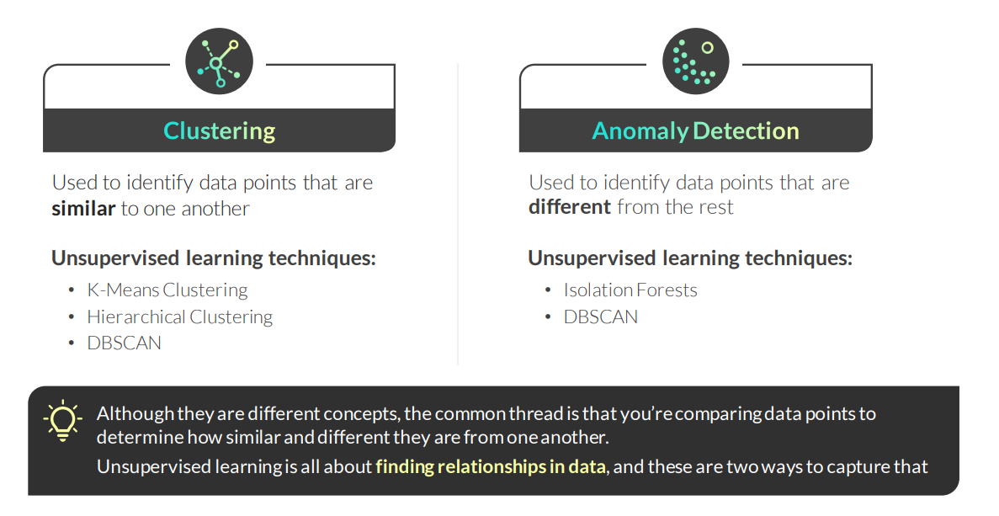 Clustering
Used to identify data points that are
similar to one another
Unsupervised learning techniques:
• K-Means Clustering
• Hierarchical Clustering
• DBSCAN
Anomaly Detection
Used to identify data points that are
different from the rest
Unsupervised learning techniques:
• Isolation Forests
• DBSCAN
Although they are different concepts, the common thread is that you’re comparing data points to
determine how similar and different they are from one another.
Unsupervised learning is all about finding relationships in data, and these are two ways to capture that